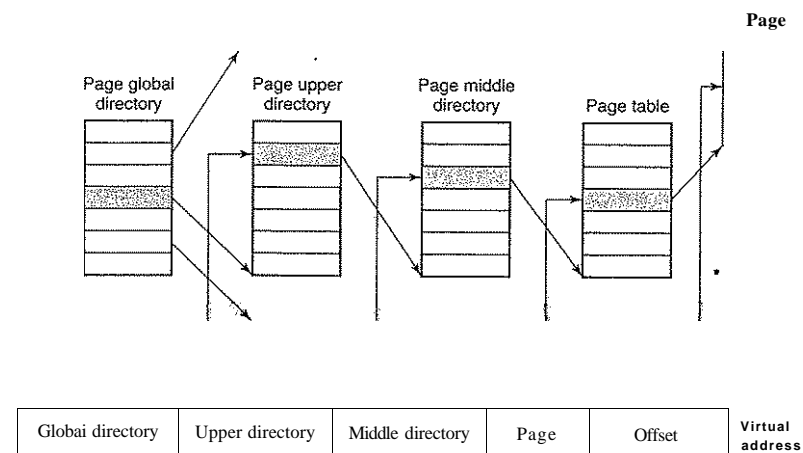 Page
Page global
directory
Page upper
directory
Page middle
directory
Page table
Globai directory
Upper directory
Middle directory
Page
Offset
Virtual
address